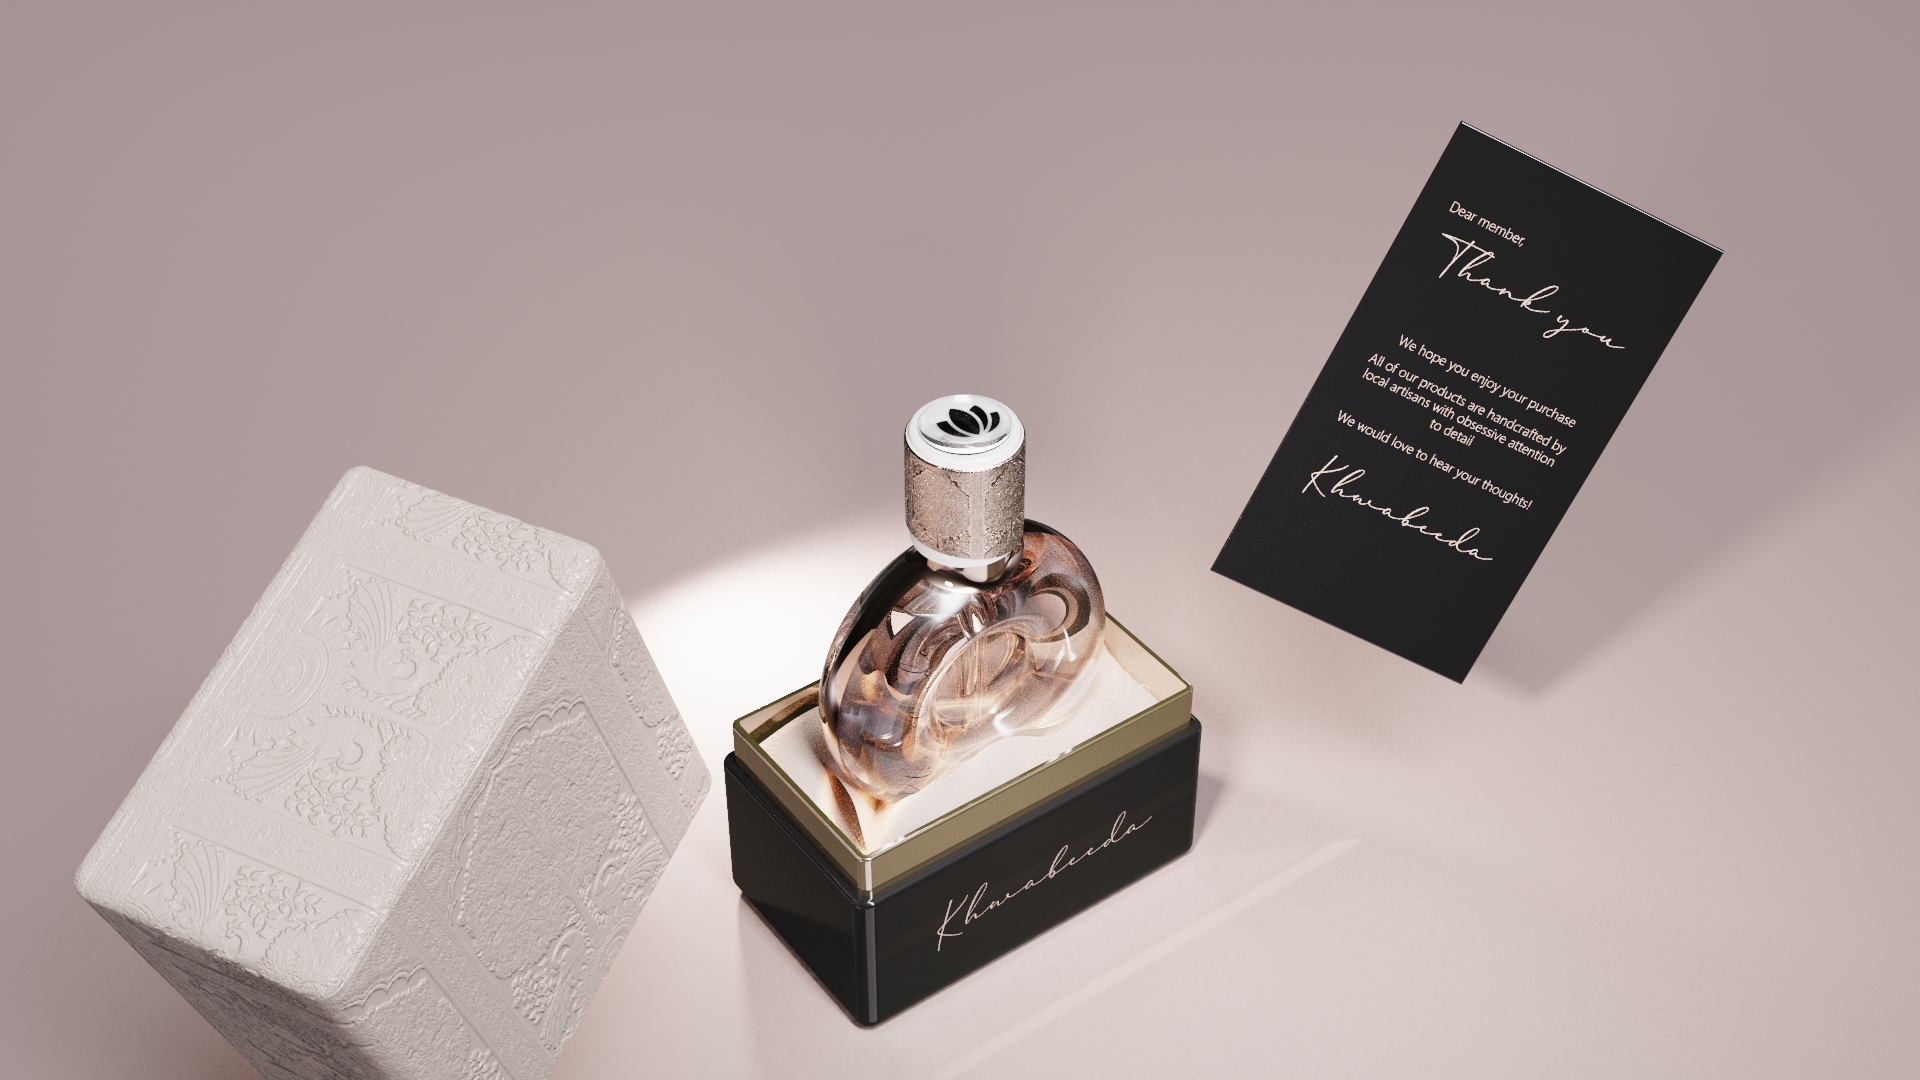 Dear member,
Thank you
We hope you enjoy your purchase
All of our products are handcrafted by
local artisans with obsessive attention
to detail
We would love to hear your thoughts!
Khwabeeda
Khwabeeda